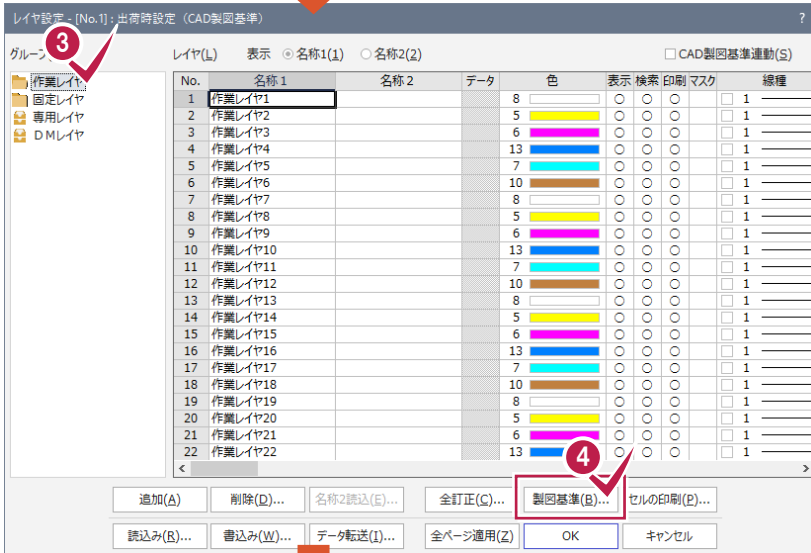 レイヤ設定 - [No.1] : 出荷時設定（CAD製図基準） ?
3
レイヤ(L) 表示 名称1(1) 名称2(2) CAD製図基準連動(S)
作業レイヤ
固定レイヤ
専用レイヤ
ＤＭレイヤ
No. 名称１ 名称２ データ 色 表示 検索 印刷 マスク 線種
1 作業レイヤ1 8 ○ ○ ○ 1
2 作業レイヤ2 5 ○ ○ ○ 1
3 作業レイヤ3 6 ○ ○ ○ 1
4 作業レイヤ4 13 ○ ○ ○ 1
5 作業レイヤ5 7 ○ ○ ○ 1
6 作業レイヤ6 10 ○ ○ ○ 1
7 作業レイヤ7 8 ○ ○ ○ 1
8 作業レイヤ8 5 ○ ○ ○ 1
9 作業レイヤ9 6 ○ ○ ○ 1
10 作業レイヤ10 13 ○ ○ ○ 1
11 作業レイヤ11 7 ○ ○ ○ 1
12 作業レイヤ12 10 ○ ○ ○ 1
13 作業レイヤ13 8 ○ ○ ○ 1
14 作業レイヤ14 5 ○ ○ ○ 1
15 作業レイヤ15 6 ○ ○ ○ 1
16 作業レイヤ16 13 ○ ○ ○ 1
17 作業レイヤ17 7 ○ ○ ○ 1
18 作業レイヤ18 10 ○ ○ ○ 1
19 作業レイヤ19 8 ○ ○ ○ 1
20 作業レイヤ20 5 ○ ○ ○ 1
21 作業レイヤ21 6 ○ ○ ○ 1
22 作業レイヤ22 13 ○ ○ 1
4
追加(A) 削除(D)... 名称2読込(E)... 全訂正(C)... 製図基準(B)... セルの印刷(P)...
読込み(R)... 書込み(W)... データ転送(I)... 全ページ適用(Z) OK キャンセル